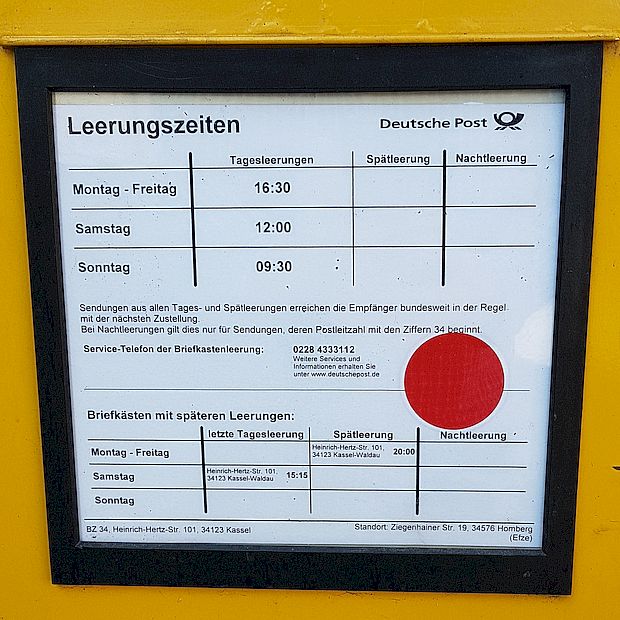 Leerungszeiten
Deutsche Post
Tagesleerungen Spätleerung Nachtleerung
Montag - Freitag 16:30
Samstag 12:00
Sonntag 09:30
Sendungen aus allen Tages- und Spätleerungen erreichen die Empfänger bundesweit in der Regel
mit der nächsten Zustellung.
Bei Nachtleerungen gilt dies nur für Sendungen, deren Postleitzahl mit den Ziffern 34 beginnt.
Service-Telefon der Briefkastenleerung: 0228 4333112
Weitere Services und
Informationen erhalten Sie
unter www.deutschepost.de
Briefkästen mit späteren Leerungen:
letzte Tagesleerung Spätleerung Nachtleerung
Montag - Freitag Heinrich-Hertz-Str. 101, 20:00
34123 Kassel-Waldau
Samstag Heinrich-Hertz-Str. 101, 15:15
34123 Kassel-Waldau
Sonntag
BZ 34, Heinrich-Hertz-Str. 101, 34123 Kassel
Standort: Ziegenhainer Str. 19, 34576 Homberg
(Efze)